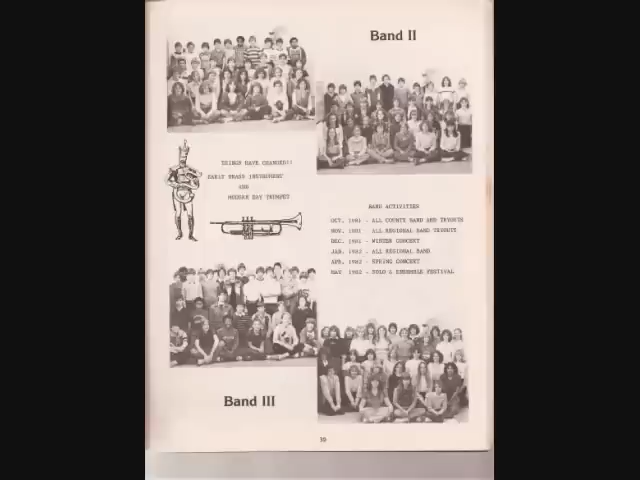 Band II
THINGS HAVE CHANGED!!
EARLY BRASS INSTRUMENT
AND
MODERN DAY TRUMPET
BAND ACTIVITIES
OCT. 1981 - ALL COUNTY BAND AND TRYOUTS
NOV. 1981 - ALL REGIONAL BAND TRYOUTS
DEC. 1981 - WINTER CONCERT
JAN. 1982 - ALL REGIONAL BAND
APR. 1982 - SPRING CONCERT
MAY 1982 - SOLO & ENSEMBLE FESTIVAL
Band III
39